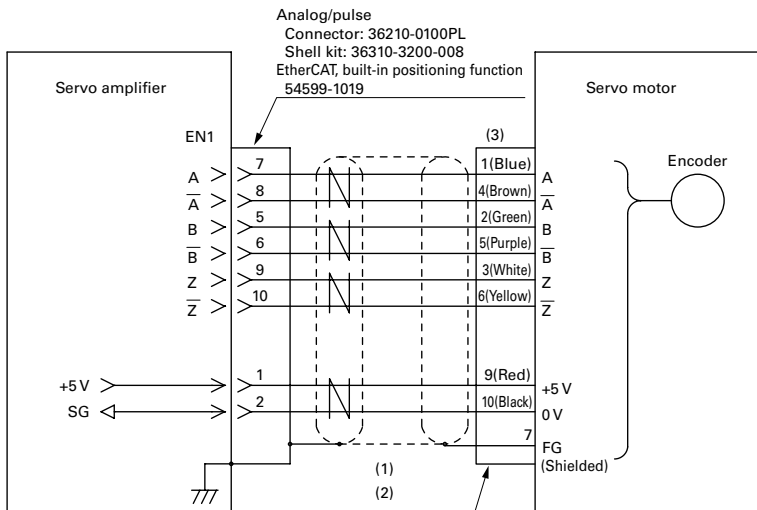 Analog/pulse
Connector: 36210-0100PL
Shell kit: 36310-3200-008
EtherCAT, built-in positioning function
54599-1019
Servo amplifier
Servo motor
EN1
(3)
Encoder
A 7 1(Blue) A
A̅ 8 4(Brown) A̅
B 5 2(Green) B
B̅ 6 5(Purple) B̅
Z 9 3(White) Z
Z̅ 10 6(Yellow) Z̅
+5 V 1 9(Red) +5 V
SG 2 10(Black) 0 V
7 FG
(Shielded)
(1)
(2)